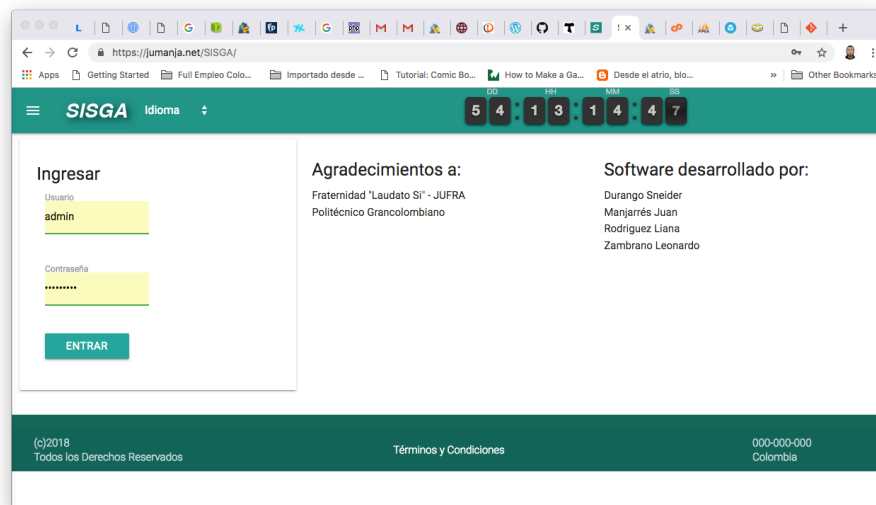 https://jumanja.net/SISGA/
Apps Getting Started Full Empleo Colo... Importado desde ... Tutorial: Comic Bo... How to Make a Ga... Desde el atrio, blo... » Other Bookmarks
SISGA Idioma
DD HH MM SS
5 4 : 1 3 : 1 4 : 4 7
Ingresar
Usuario
admin
Contraseña
•••••••••
ENTRAR
Agradecimientos a:
Fraternidad "Laudato Si" - JUFRA
Politécnico Grancolombiano
Software desarrollado por:
Durango Sneider
Manjarrés Juan
Rodriguez Liana
Zambrano Leonardo
(c)2018
Todos los Derechos Reservados
Términos y Condiciones
000-000-000
Colombia